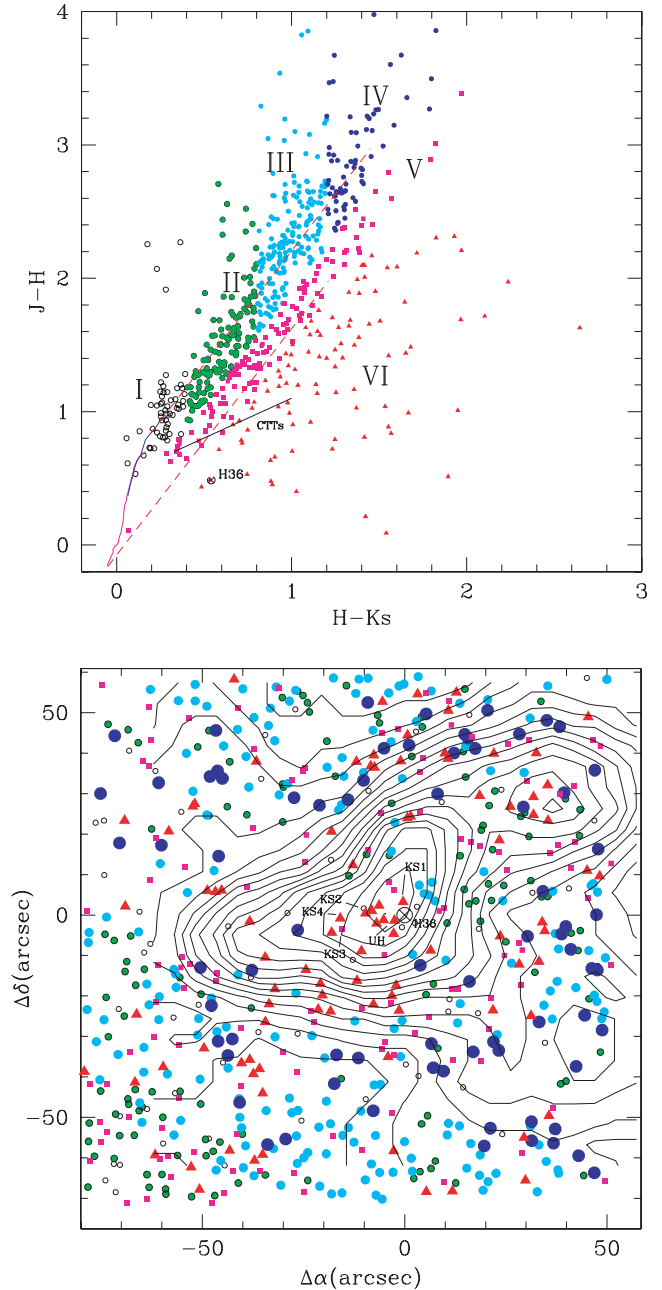 4
3
2
1
0
J-H
I
II
III
IV
V
VI
CTTs
H36
0
1
2
3
H-Ks
50
0
-50
Δδ(arcsec)
KS1
KS2
KS4
H36
UH
KS3
-50
0
50
Δα(arcsec)